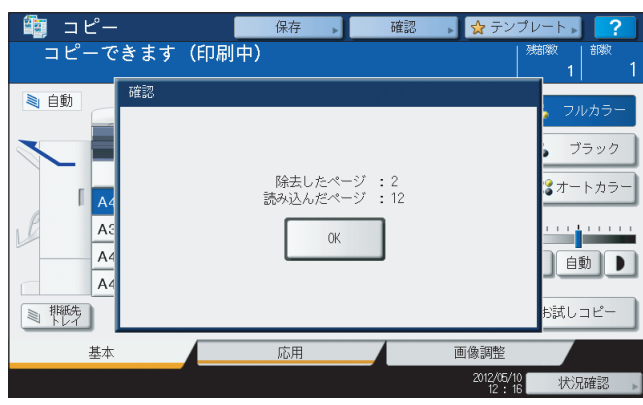 コピー
保存
確認
テンプレート
?
コピーできます (印刷中)
残部数
1
部数
1
自動
確認
除去したページ :2
読み込んだページ :12
OK
A4
A3
A4
A4
排紙先
トレイ
フルカラー
ブラック
オートカラー
自動
お試しコピー
基本
応用
画像調整
2012/05/10
12 : 16
状況確認